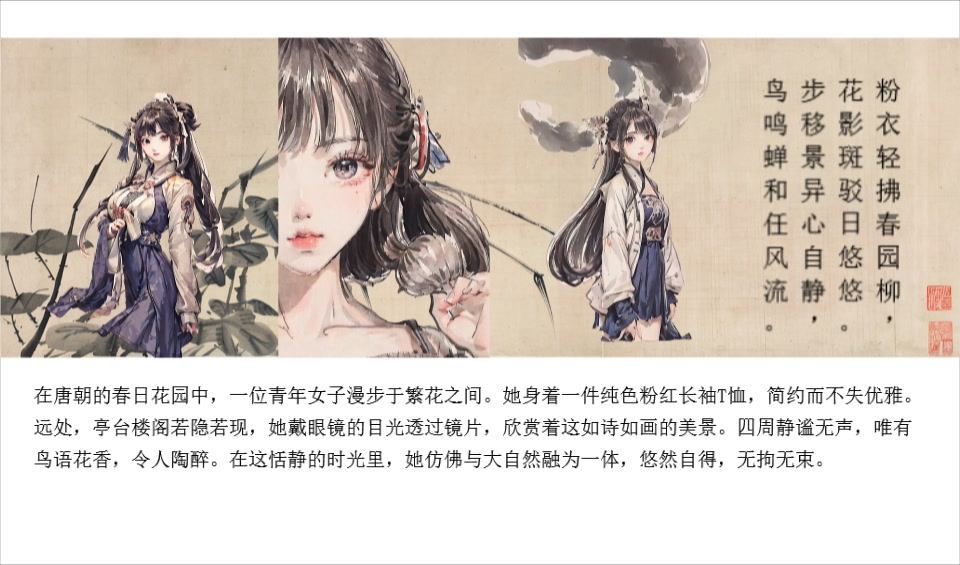 粉衣轻拂春园柳，
花影斑驳日悠悠。
步移景异心自静，
鸟鸣蝉和任风流。
在唐朝的春日花园中，一位青年女子漫步于繁花之间。她身着一件纯色粉红长袖T恤，简约而不失优雅。
远处，亭台楼阁若隐若现，她戴眼镜的目光透过镜片，欣赏着这如诗如画的美景。四周静谧无声，唯有
鸟语花香，令人陶醉。在这恬静的时光里，她仿佛与大自然融为一体，悠然自得，无拘无束。